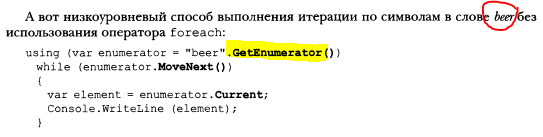 А вот низкоуровневый способ выполнения итерации по символам в слове beer без
использования оператора foreach:
using (var enumerator = "beer".GetEnumerator())
while (enumerator.MoveNext())
{
var element = enumerator.Current;
Console.WriteLine (element);
}